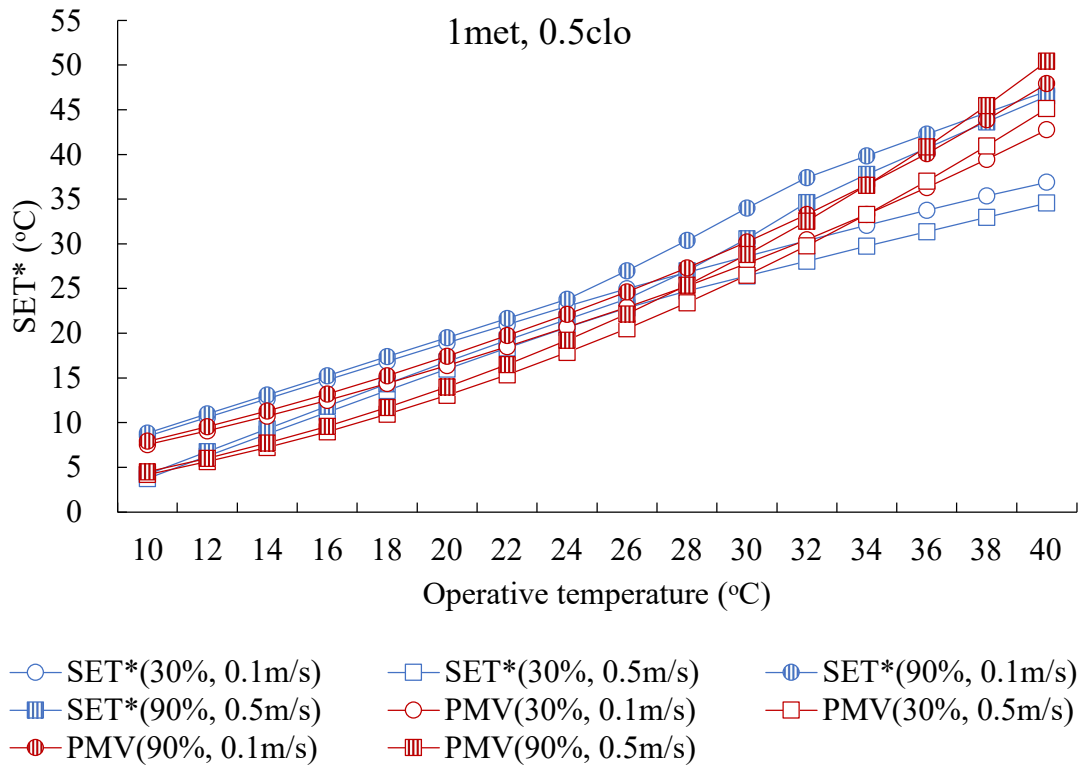 1met, 0.5clo
55
50
45
40
35
30
25
20
15
10
5
0
SET* (°C)
10 12 14 16 18 20 22 24 26 28 30 32 34 36 38 40
Operative temperature (°C)
SET*(30%, 0.1m/s) SET*(30%, 0.5m/s) SET*(90%, 0.1m/s)
SET*(90%, 0.5m/s) PMV(30%, 0.1m/s) PMV(30%, 0.5m/s)
PMV(90%, 0.1m/s) PMV(90%, 0.5m/s)